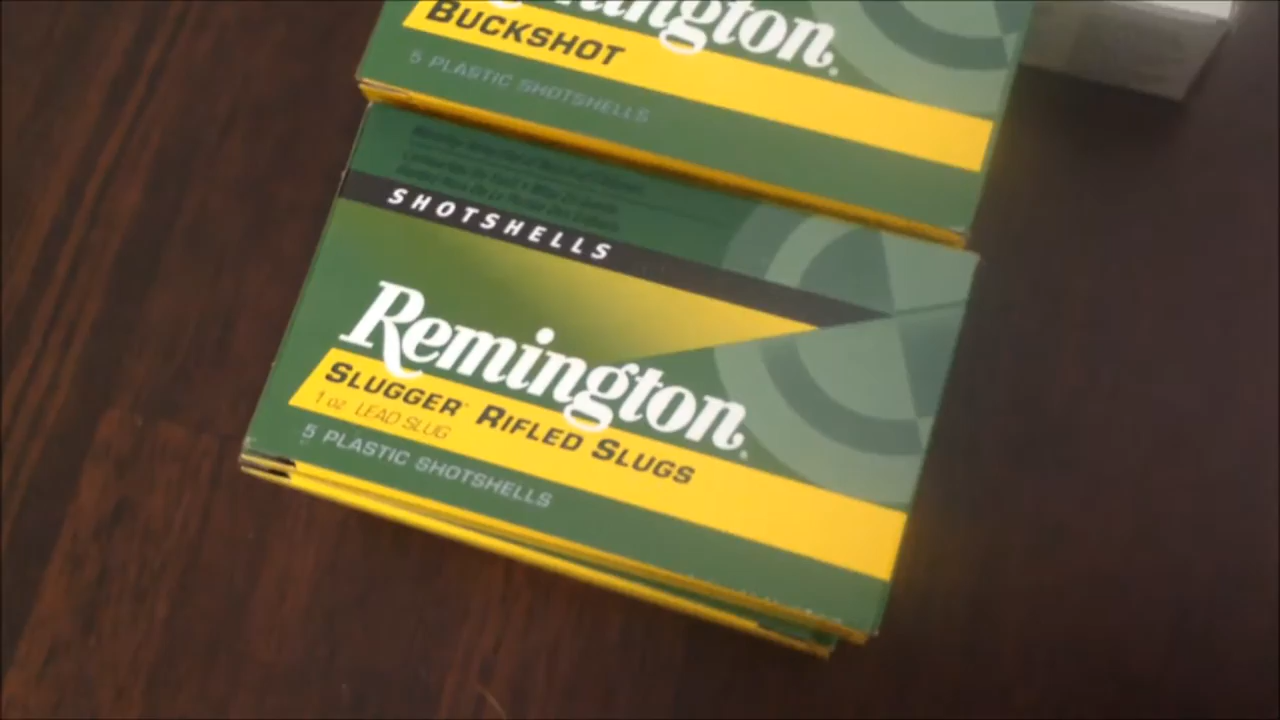 Remington
BUCKSHOT
5 PLASTIC SHOTSHELLS
SHOTSHELLS
Remington
SLUGGER RIFLED SLUGS
1 oz LEAD SLUG
5 PLASTIC SHOTSHELLS